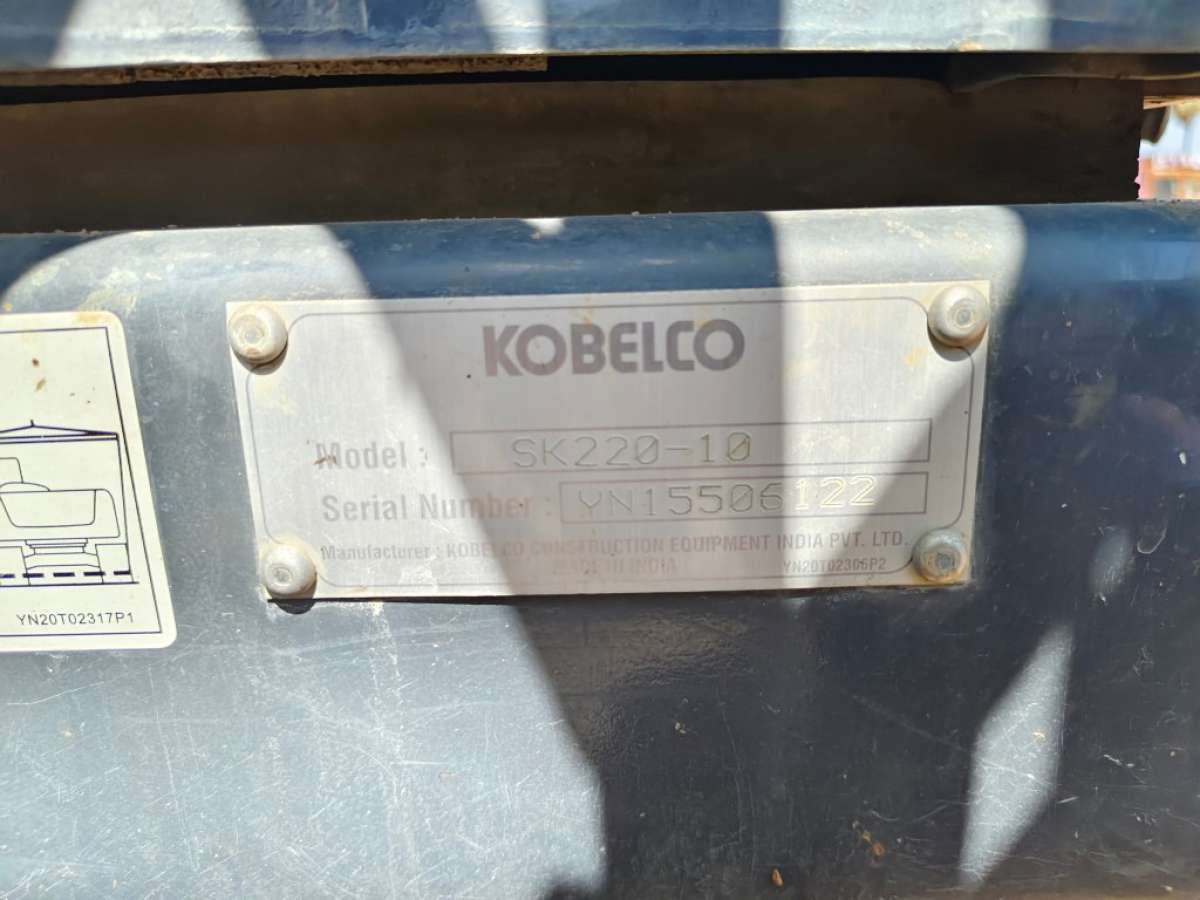 KOBELCO
Model : SK220-10
Serial Number : YN15506122
Manufacturer : KOBELCO CONSTRUCTION EQUIPMENT INDIA PVT. LTD.
MADE IN INDIA YN20T02306P2
YN20T02317P1